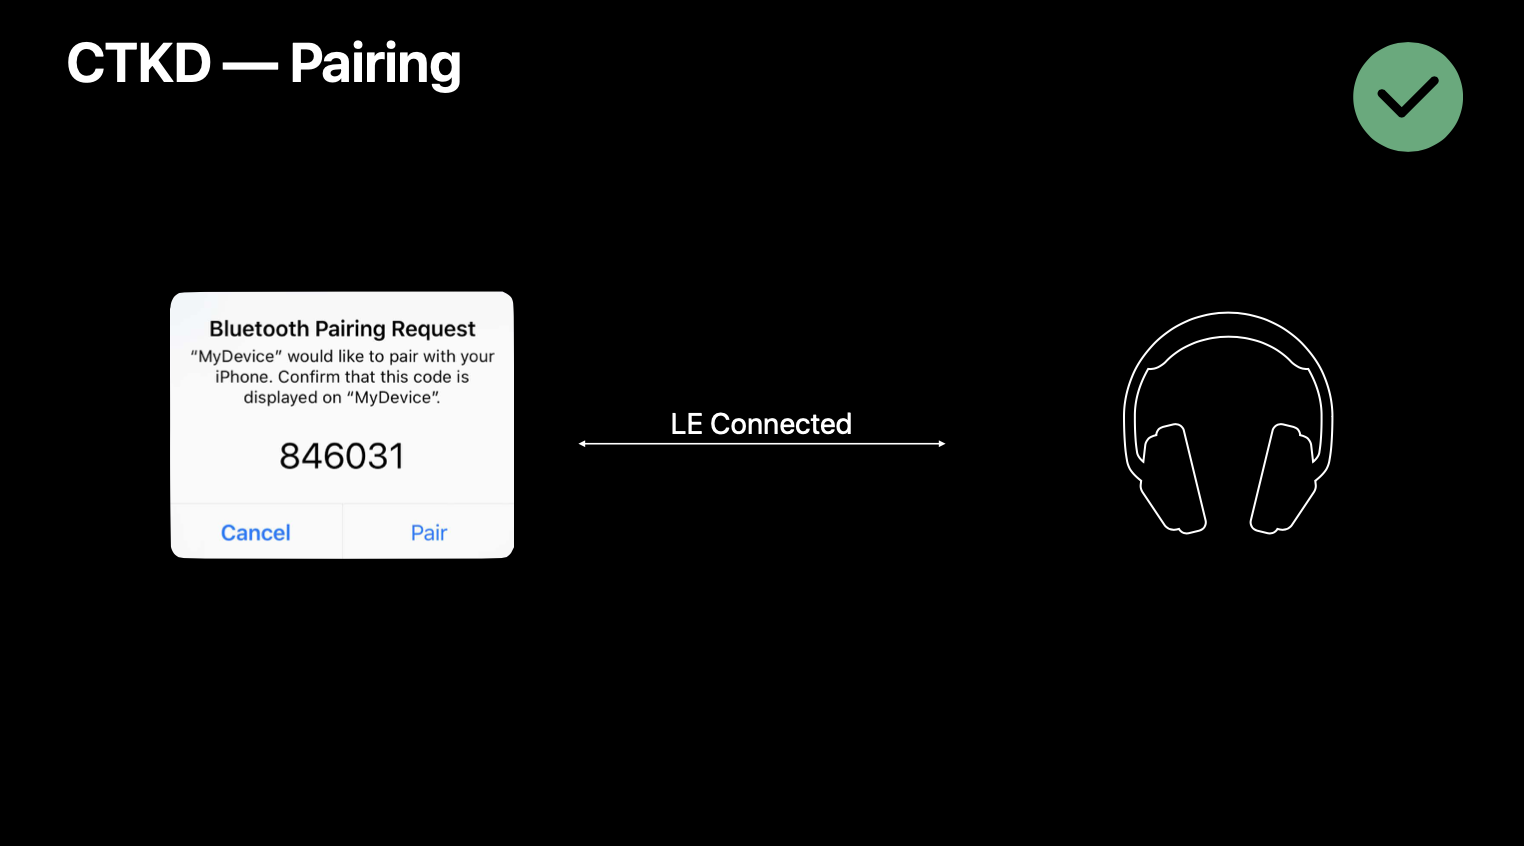 CTKD — Pairing
Bluetooth Pairing Request
“MyDevice” would like to pair with your
iPhone. Confirm that this code is
displayed on “MyDevice”.
846031
Cancel
Pair
LE Connected